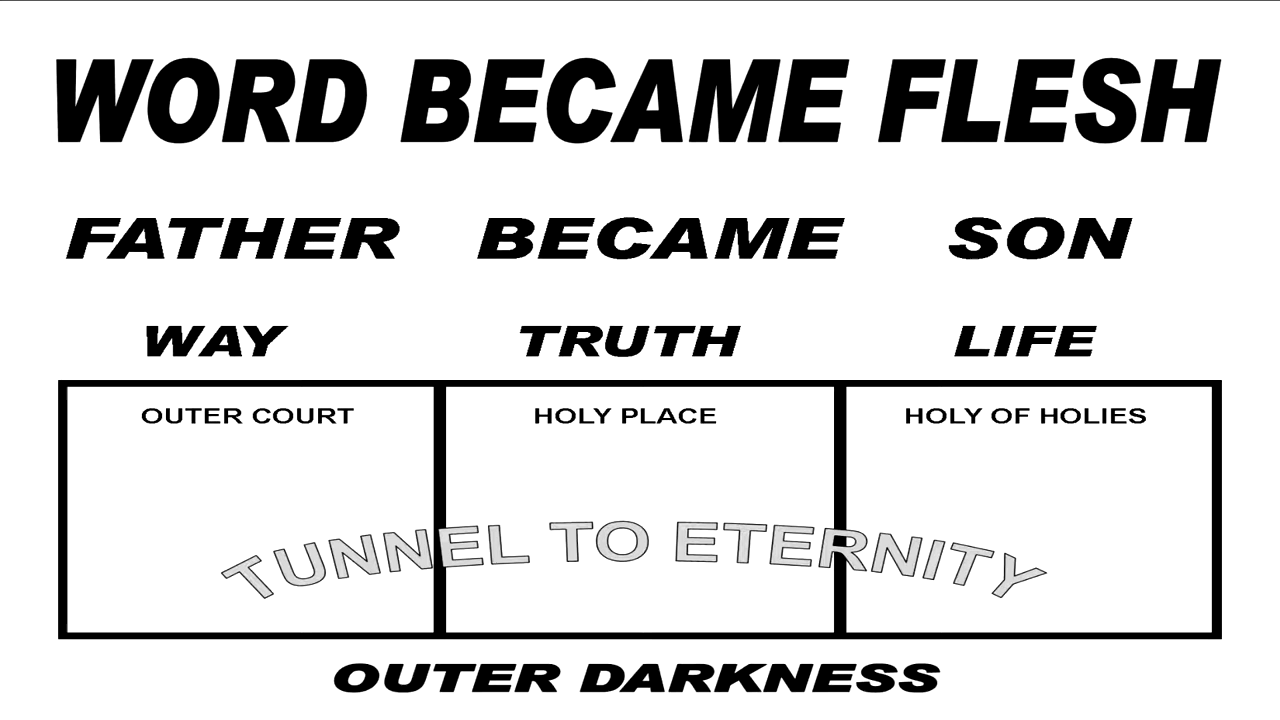 WORD BECAME FLESH
FATHER BECAME SON
WAY TRUTH LIFE
OUTER COURT HOLY PLACE HOLY OF HOLIES
TUNNEL TO ETERNITY
OUTER DARKNESS